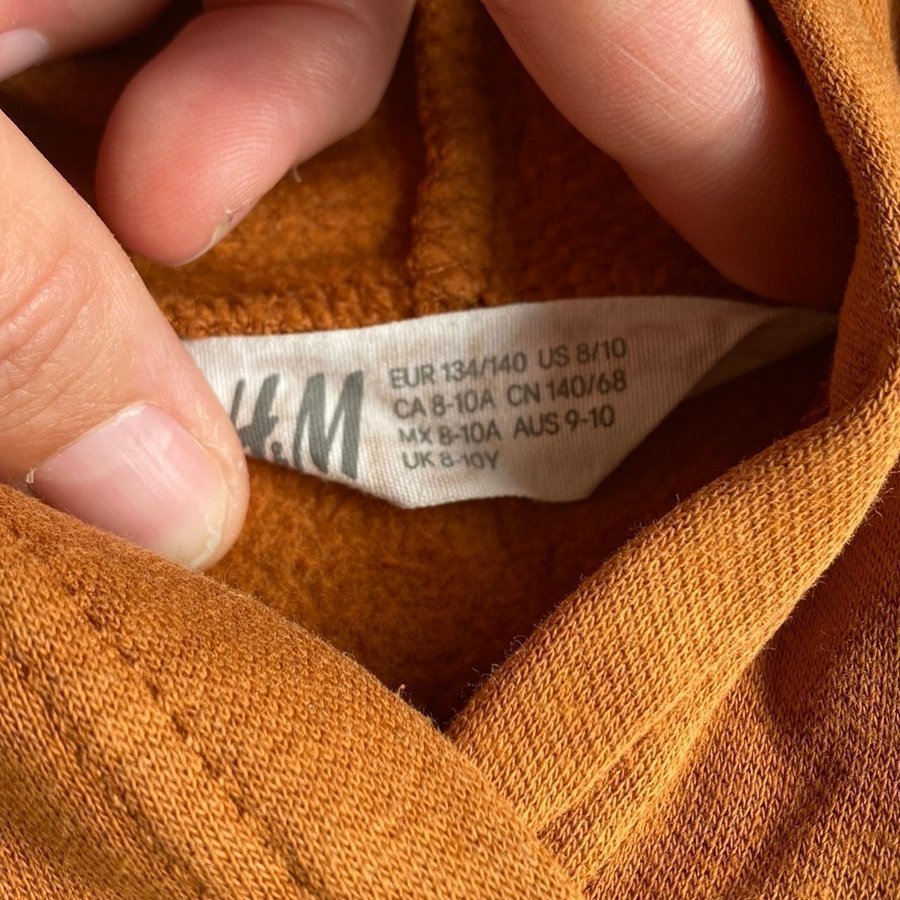 H&M
EUR 134/140 US 8/10
CA 8-10A CN 140/68
MX 8-10A AUS 9-10
UK 8-10Y